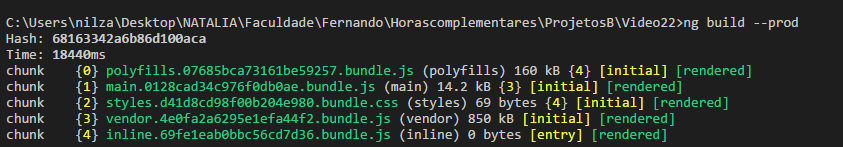 C:\Users\nilza\Desktop\NATALIA\Faculdade\Fernando\Horascomplementares\ProjetosB\Video22>ng build --prod
Hash: 68163342a6b86d100aca
Time: 18440ms
chunk    {0} polyfills.07685bca73161be59257.bundle.js (polyfills) 160 kB {4} [initial] [rendered]
chunk    {1} main.0128cad34c976f0db0ae.bundle.js (main) 14.2 kB {3} [initial] [rendered]
chunk    {2} styles.d41d8cd98f00b204e980.bundle.css (styles) 69 bytes {4} [initial] [rendered]
chunk    {3} vendor.4e0fa2a6295e1efa44f2.bundle.js (vendor) 850 kB [initial] [rendered]
chunk    {4} inline.69fe1eab0bbc56cd7d36.bundle.js (inline) 0 bytes [entry] [rendered]